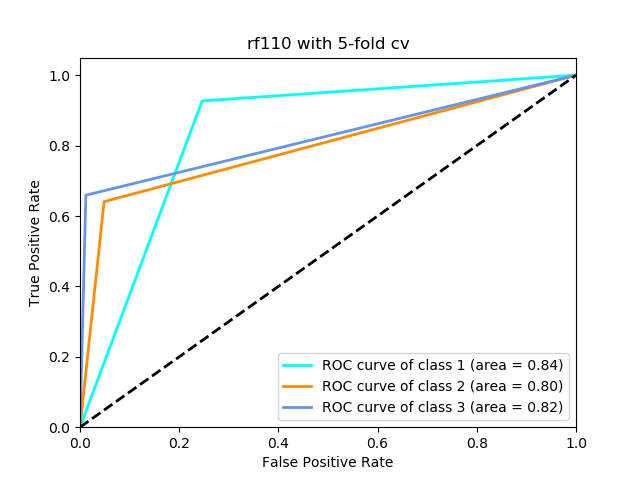 rf110 with 5-fold cv
1.0
0.8
0.6
0.4
0.2
0.0
True Positive Rate
ROC curve of class 1 (area = 0.84)
ROC curve of class 2 (area = 0.80)
ROC curve of class 3 (area = 0.82)
0.0 0.2 0.4 0.6 0.8 1.0
False Positive Rate